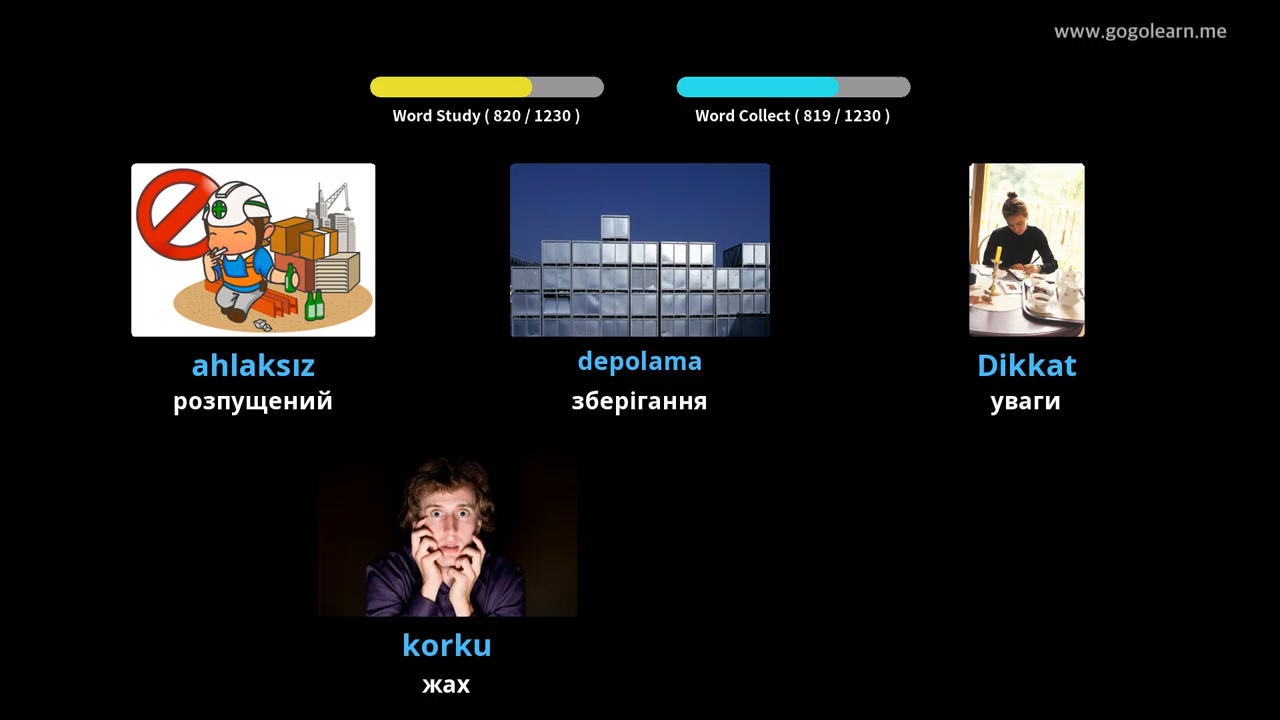 www.gogolearn.me
Word Study ( 820 / 1230 )
Word Collect ( 819 / 1230 )
ahlaksız
розпущений
depolama
зберігання
Dikkat
уваги
korku
жах